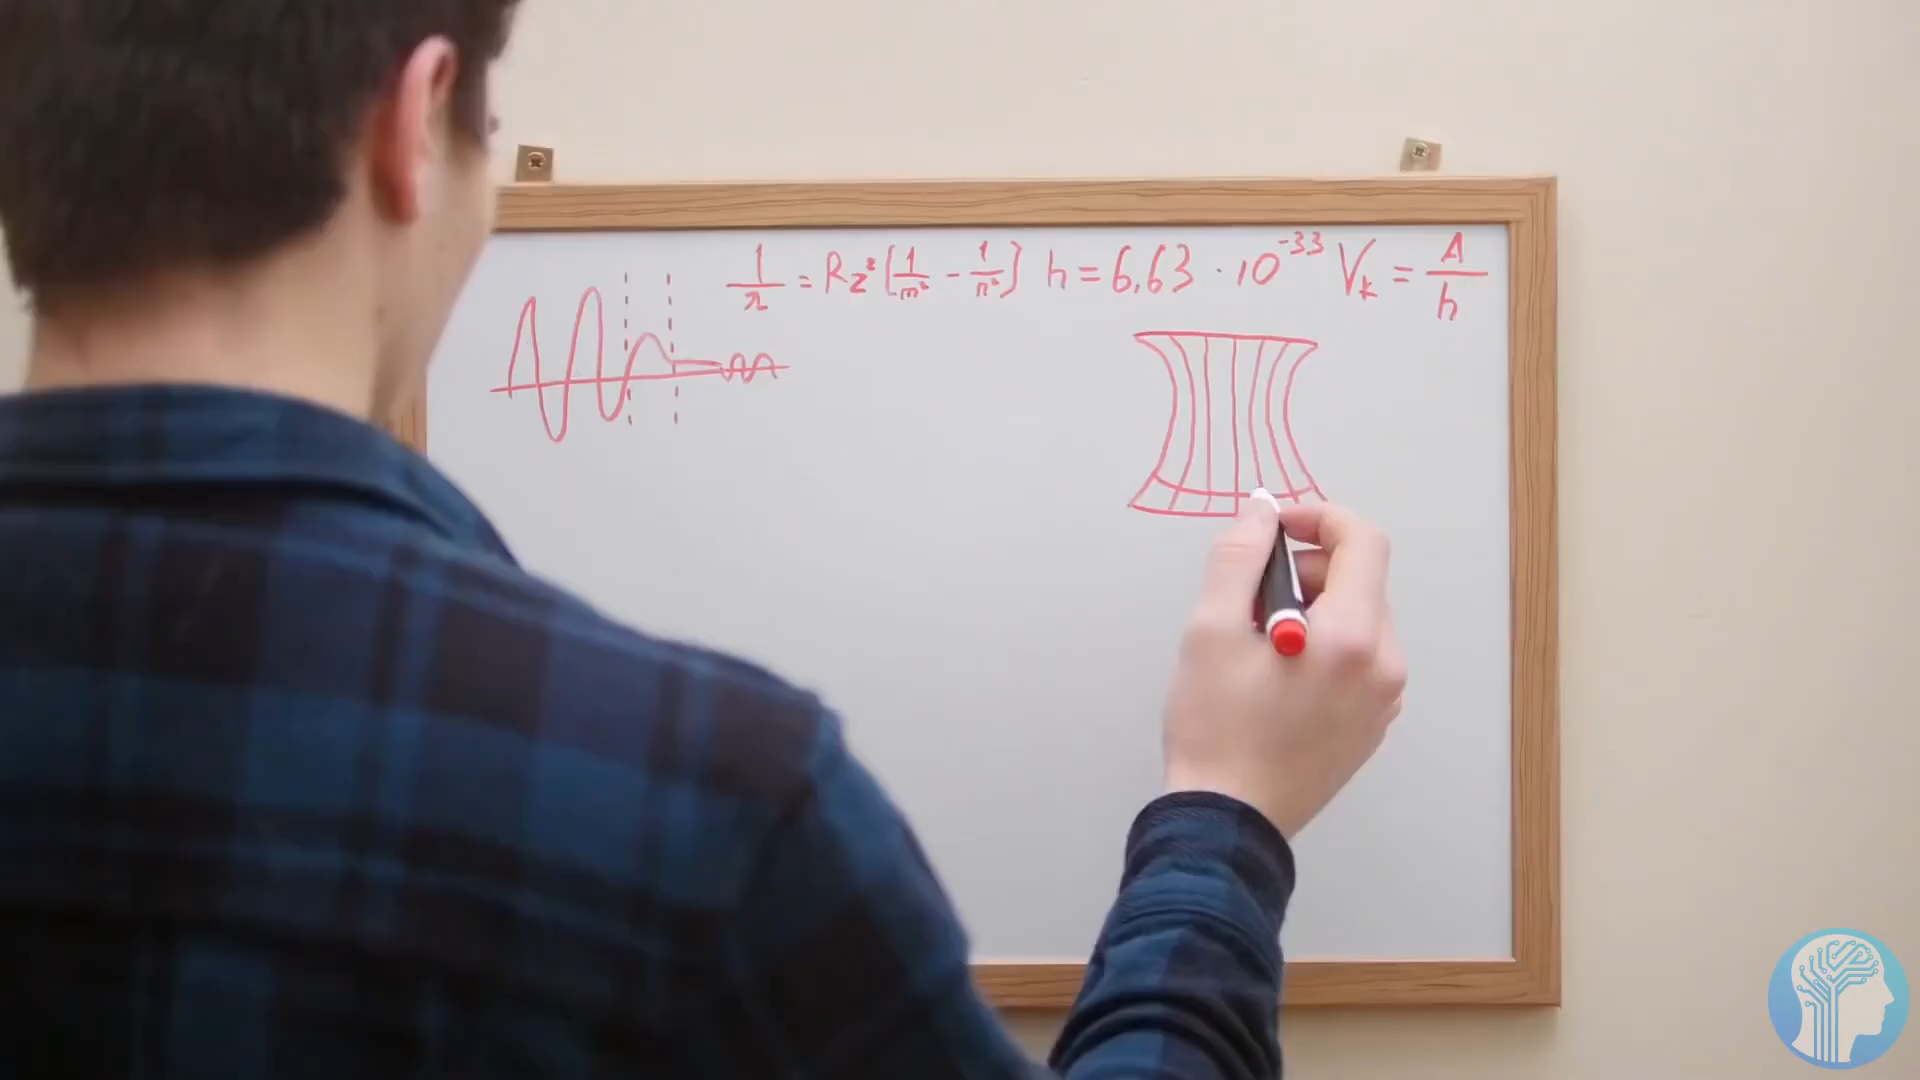 1/λ = Rz²(1/m² - 1/n²) h = 6,63 · 10⁻³³ Vₖ = A/h